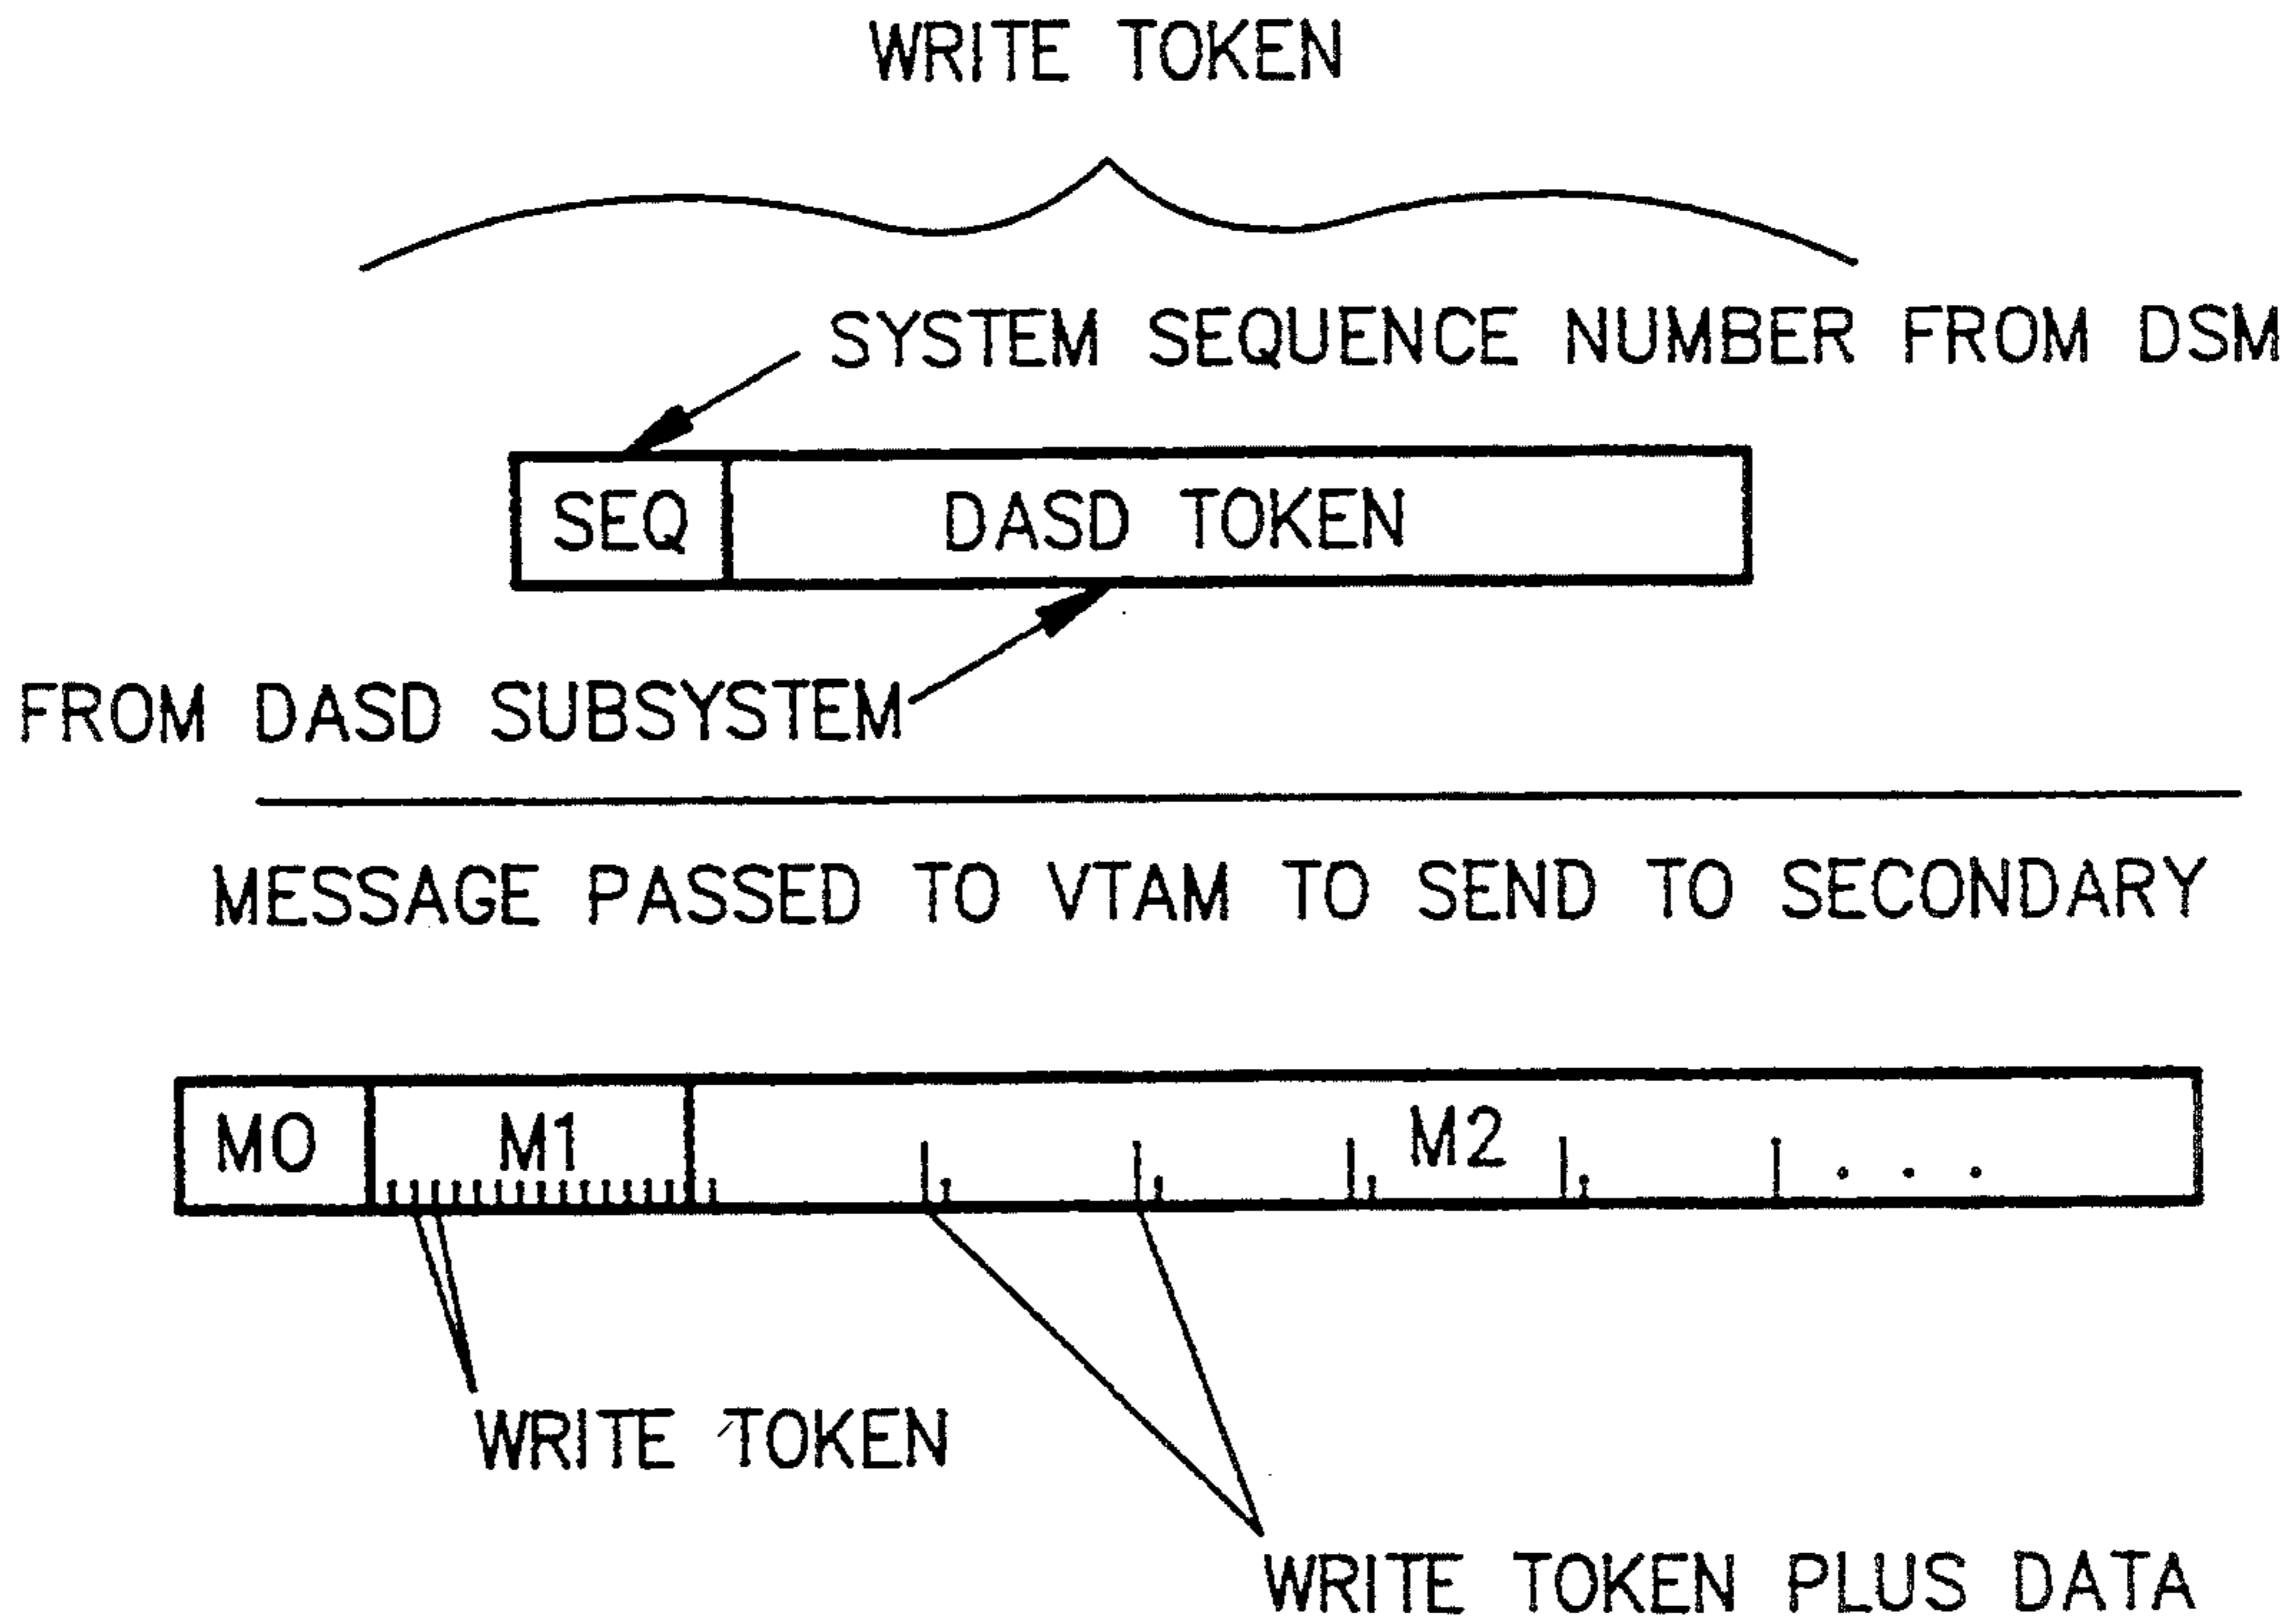 WRITE TOKEN
SYSTEM SEQUENCE NUMBER FROM DSM
SEQ
DASD TOKEN
FROM DASD SUBSYSTEM
MESSAGE PASSED TO VTAM TO SEND TO SECONDARY
M0
M1
M2
. . .
WRITE TOKEN
WRITE TOKEN PLUS DATA